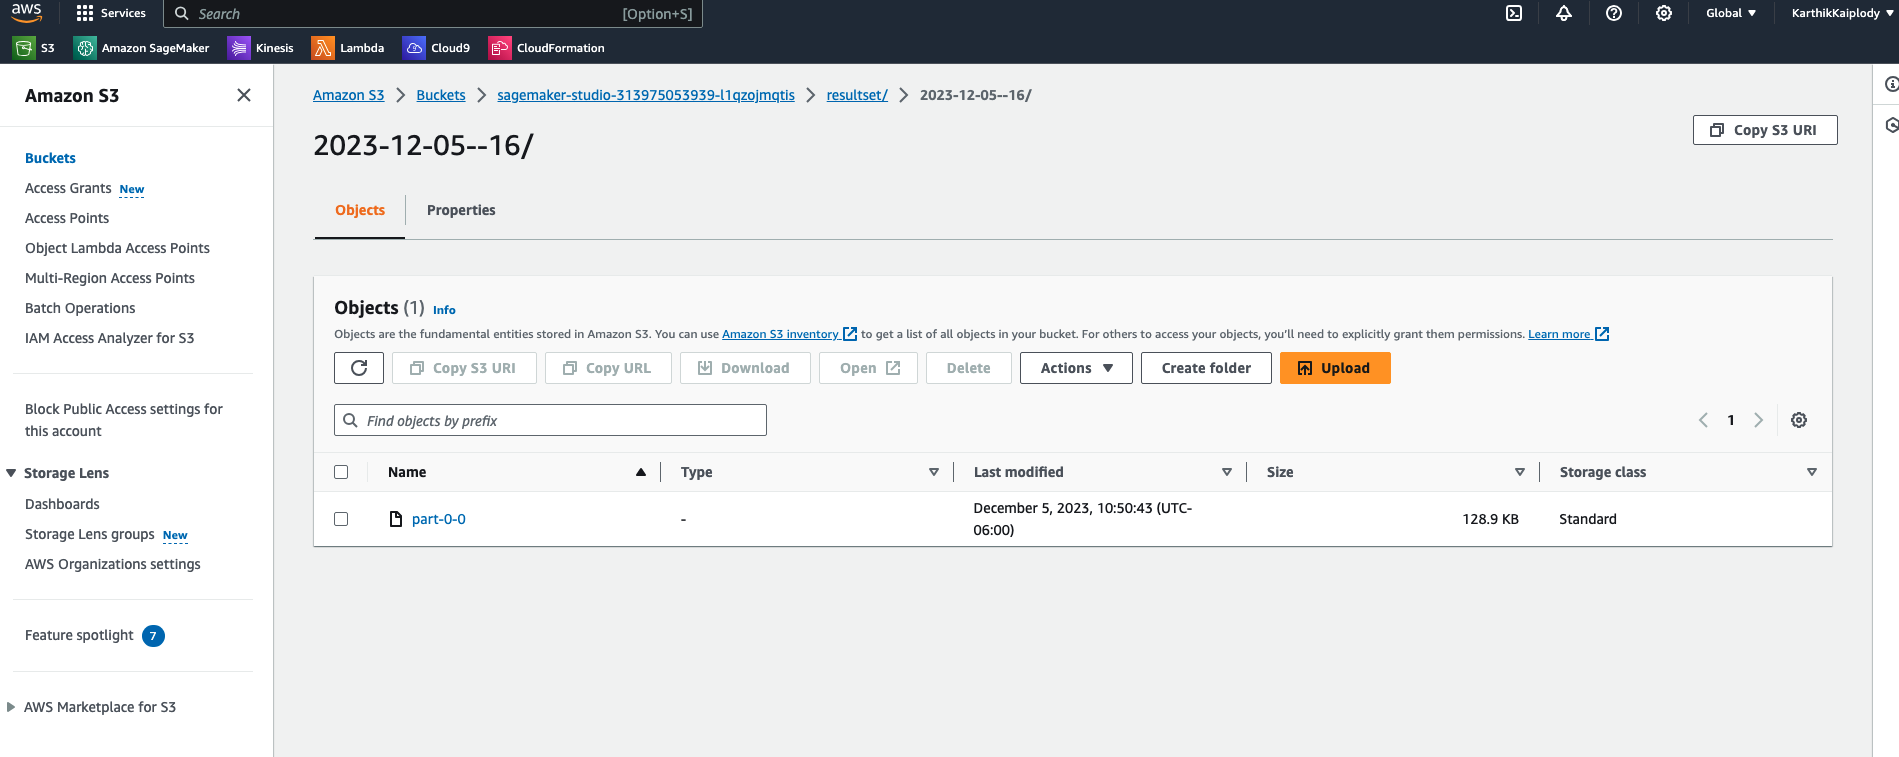 aws
Services
Search
[Option+S]
Global
KarthikKaiplody
S3
Amazon SageMaker
Kinesis
Lambda
Cloud9
CloudFormation
Amazon S3
Buckets
Access Grants New
Access Points
Object Lambda Access Points
Multi-Region Access Points
Batch Operations
IAM Access Analyzer for S3
Block Public Access settings for
this account
Storage Lens
Dashboards
Storage Lens groups New
AWS Organizations settings
Feature spotlight 7
AWS Marketplace for S3
Amazon S3 > Buckets > sagemaker-studio-313975053939-l1qzojmqtis > resultset/ > 2023-12-05--16/
2023-12-05--16/
Copy S3 URI
Objects
Properties
Objects (1) Info
Objects are the fundamental entities stored in Amazon S3. You can use Amazon S3 inventory to get a list of all objects in your bucket. For others to access your objects, you'll need to explicitly grant them permissions. Learn more
Copy S3 URI
Copy URL
Download
Open
Delete
Actions
Create folder
Upload
Find objects by prefix
1
Name
Type
Last modified
Size
Storage class
part-0-0
-
December 5, 2023, 10:50:43 (UTC-
06:00)
128.9 KB
Standard